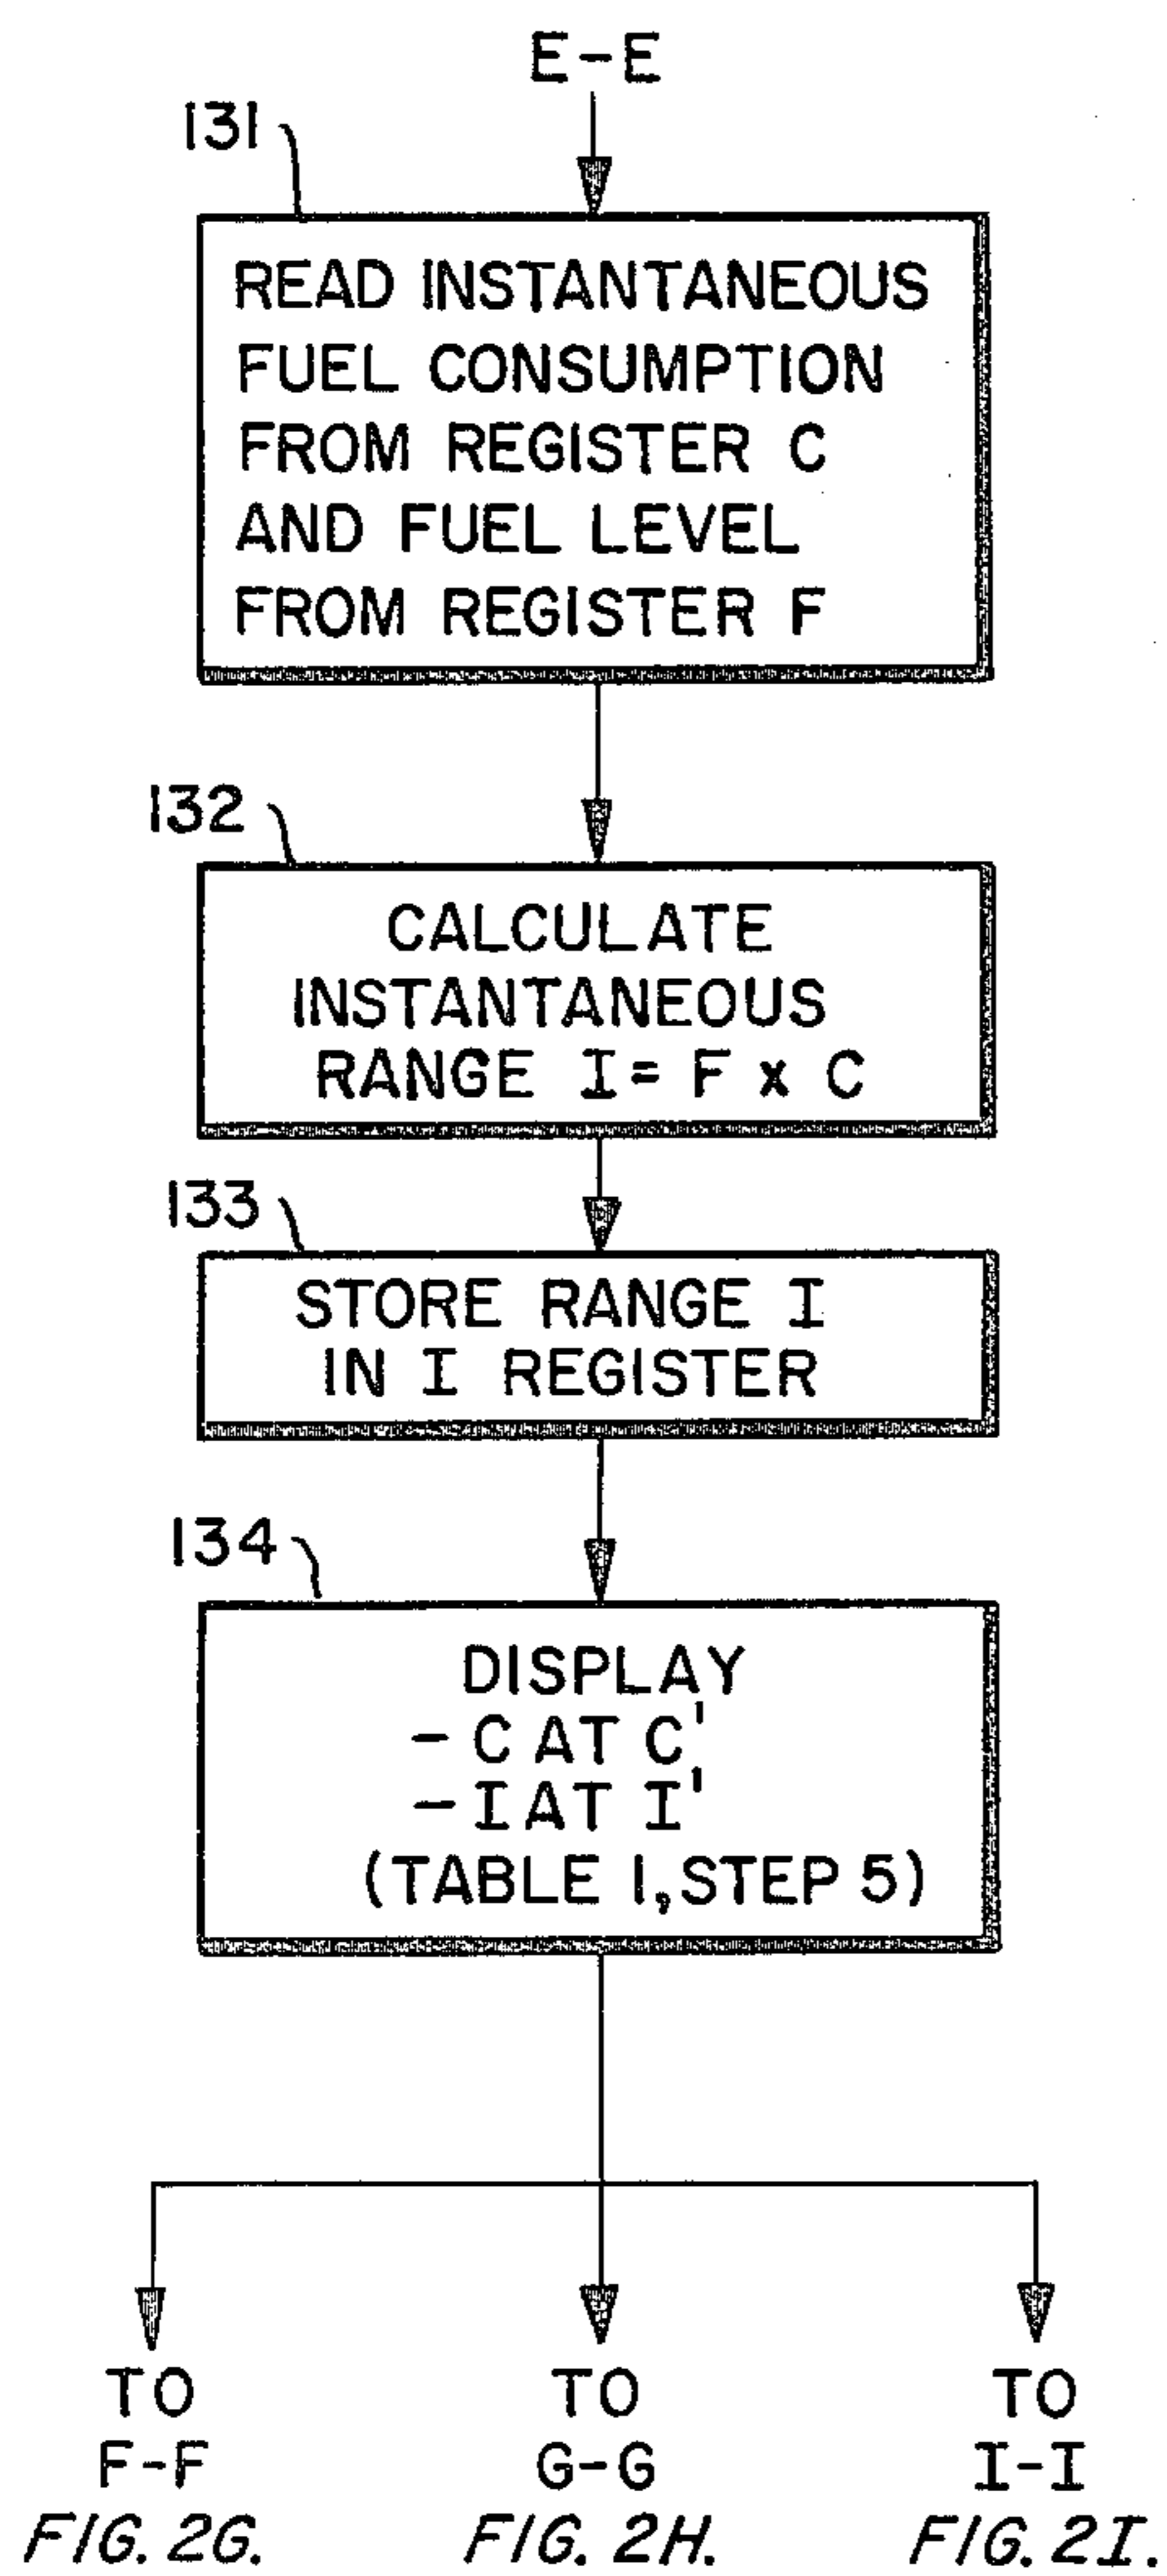 E-E
131
READ INSTANTANEOUS
FUEL CONSUMPTION
FROM REGISTER C
AND FUEL LEVEL
FROM REGISTER F
132
CALCULATE
INSTANTANEOUS
RANGE I = F x C
133
STORE RANGE I
IN I REGISTER
134
DISPLAY
- C AT C'
- I AT I'
(TABLE 1, STEP 5)
TO
F-F
FIG. 2G.
TO
G-G
FIG. 2H.
TO
I-I
FIG. 2I.